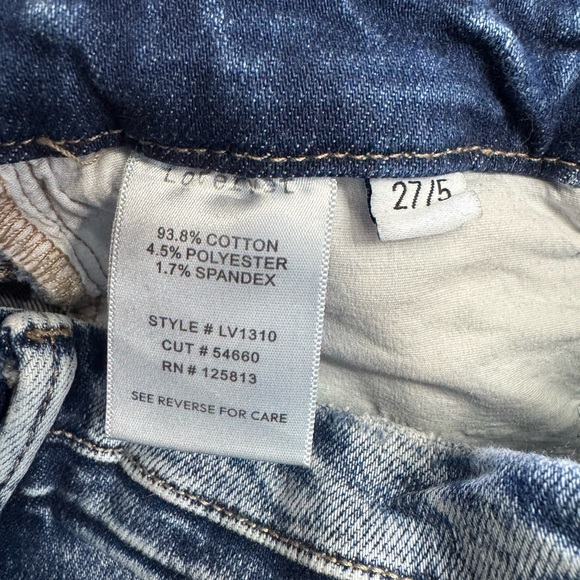 93.8% COTTON
4.5% POLYESTER
1.7% SPANDEX
STYLE # LV1310
CUT # 54660
RN # 125813
SEE REVERSE FOR CARE
27/5